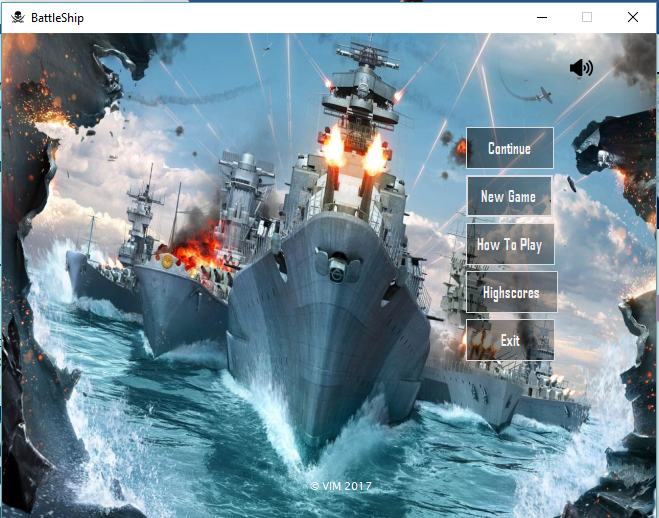 BattleShip
Continue
New Game
How To Play
Highscores
Exit
© VIM 2017